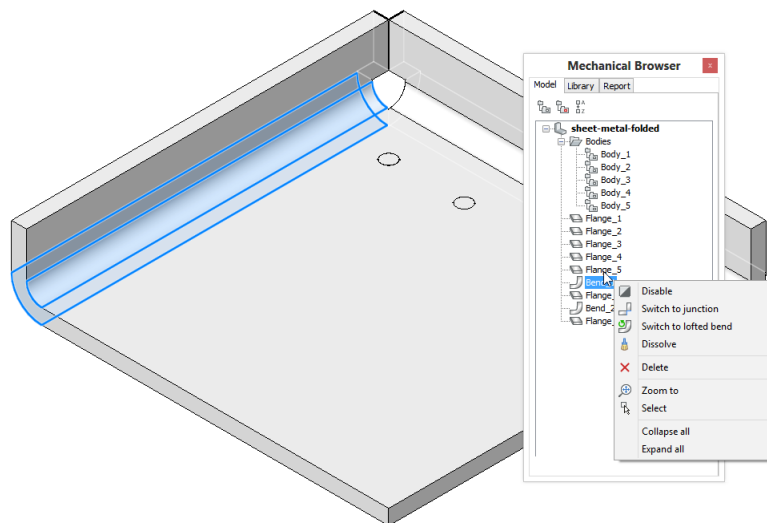 Mechanical Browser
Model Library Report
sheet-metal-folded
Bodies
Body_1
Body_2
Body_3
Body_4
Body_5
Flange_1
Flange_2
Flange_3
Flange_4
Flange_5
Disable
Switch to junction
Switch to lofted bend
Dissolve
Delete
Zoom to
Select
Collapse all
Expand all